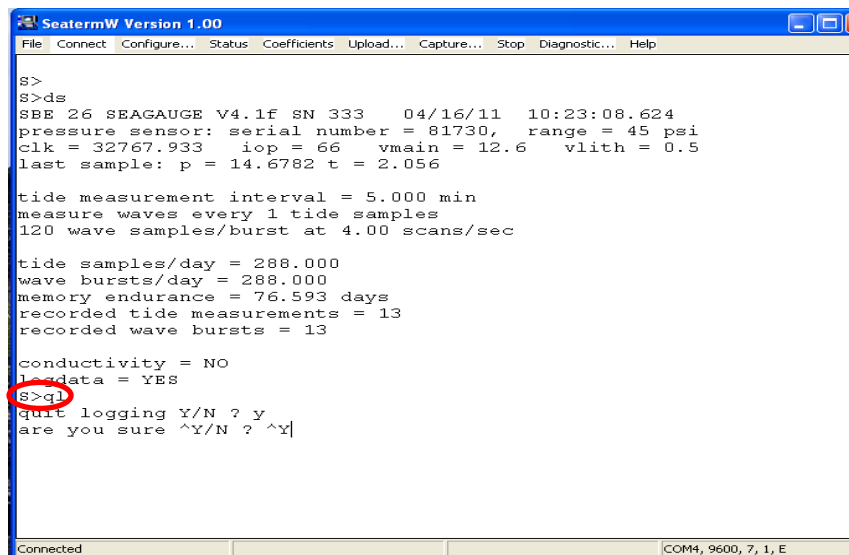 SeatermW Version 1.00
File Connect Configure... Status Coefficients Upload... Capture... Stop Diagnostic... Help
S>
S>ds
SBE 26 SEAGAUGE V4.1f SN 333 04/16/11 10:23:08.624
pressure sensor: serial number = 81730, range = 45 psi
clk = 32767.933 iop = 66 vmain = 12.6 vlith = 0.5
last sample: p = 14.6782 t = 2.056
tide measurement interval = 5.000 min
measure waves every 1 tide samples
120 wave samples/burst at 4.00 scans/sec
tide samples/day = 288.000
wave bursts/day = 288.000
memory endurance = 76.593 days
recorded tide measurements = 13
recorded wave bursts = 13
conductivity = NO
logdata = YES
S>ql
quit logging Y/N ? y
are you sure ^Y/N ? ^Y
Connected COM4, 9600, 7, 1, E